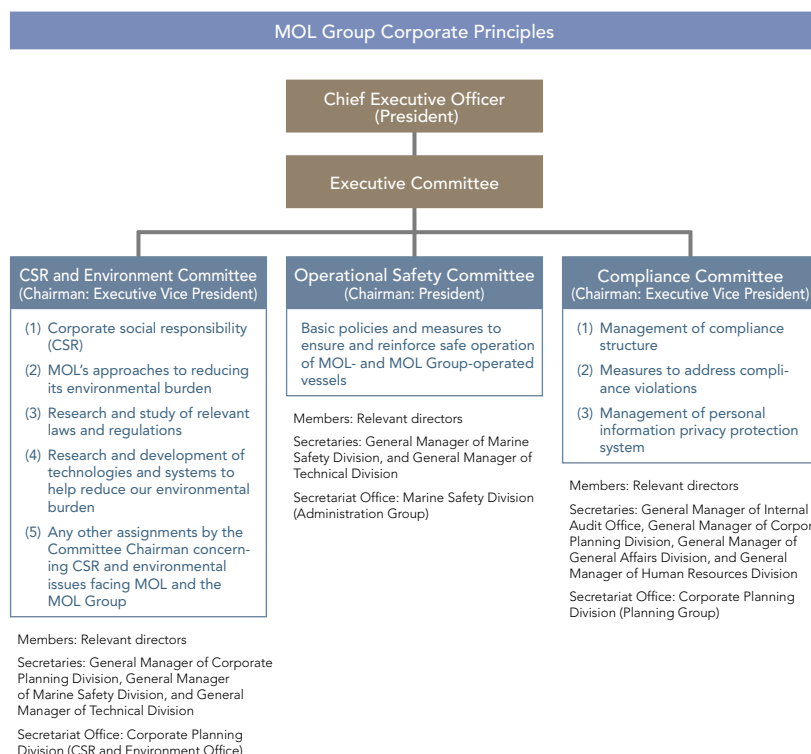 MOL Group Corporate Principles
Chief Executive Officer
(President)
Executive Committee
CSR and Environment Committee
(Chairman: Executive Vice President)
(1) Corporate social responsibility
(CSR)
(2) MOL's approaches to reducing
its environmental burden
(3) Research and study of relevant
laws and regulations
(4) Research and development of
technologies and systems to
help reduce our environmental
burden
(5) Any other assignments by the
Committee Chairman concern-
ing CSR and environmental
issues facing MOL and the
MOL Group
Members: Relevant directors
Secretaries: General Manager of Corporate
Planning Division, General Manager
of Marine Safety Division, and General
Manager of Technical Division
Secretariat Office: Corporate Planning
Division (CSR and Environment Office)
Operational Safety Committee
(Chairman: President)
Basic policies and measures to
ensure and reinforce safe operation
of MOL- and MOL Group-operated
vessels
Members: Relevant directors
Secretaries: General Manager of Marine
Safety Division, and General Manager of
Technical Division
Secretariat Office: Marine Safety Division
(Administration Group)
Compliance Committee
(Chairman: Executive Vice President)
(1) Management of compliance
structure
(2) Measures to address compli-
ance violations
(3) Management of personal
information privacy protection
system
Members: Relevant directors
Secretaries: General Manager of Internal
Audit Office, General Manager of
Planning Division, General Manager of
General Affairs Division, and General
Manager of Human Resources Division
Secretariat Office: Corporate Planning
Division (Planning Group)